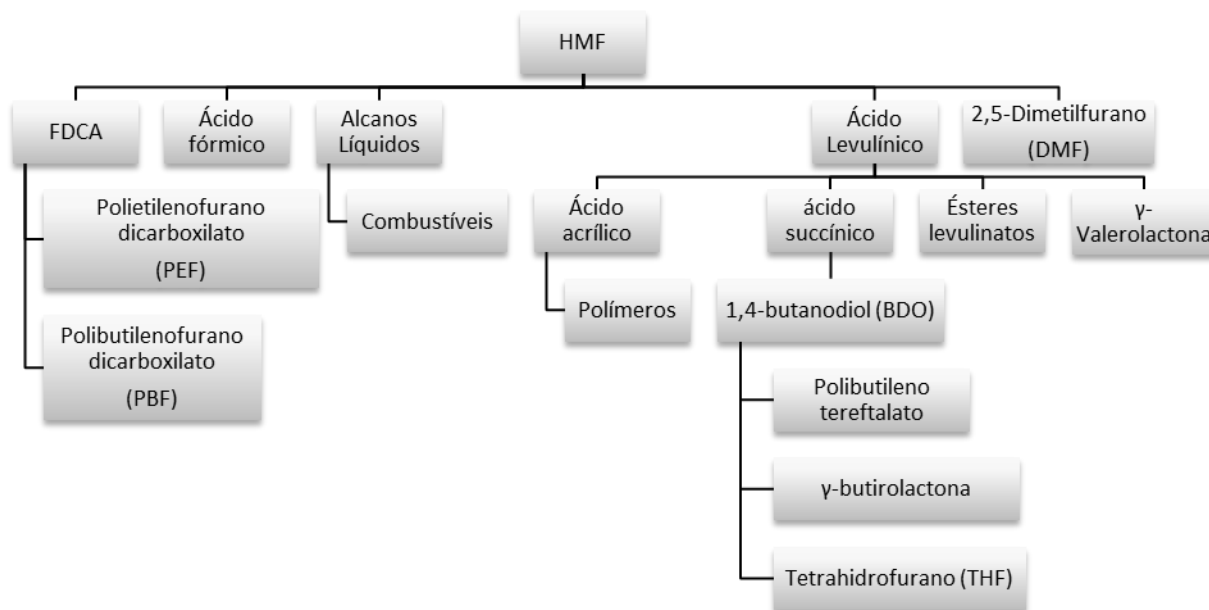 HMF
FDCA
Ácido
fórmico
Alcanos
Líquidos
Ácido
Levulínico
2,5-Dimetilfurano
(DMF)
Polietilenofurano
dicarboxilato
(PEF)
Polibutilenofurano
dicarboxilato
(PBF)
Combustíveis
Ácido
acrílico
Polímeros
ácido
succínico
1,4-butanodiol (BDO)
Polibutileno
tereftalato
γ-butirolactona
Tetrahidrofurano (THF)
Ésteres
levulinatos
γ-
Valerolactona